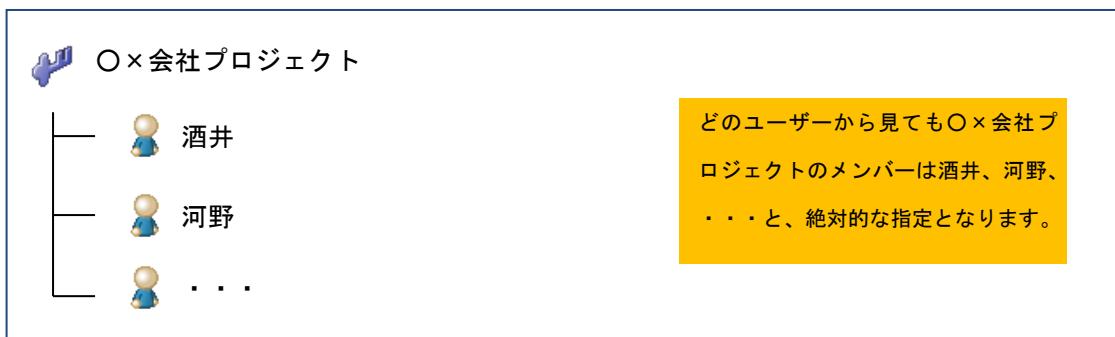 〇×会社プロジェクト
酒井
河野
・・・
どのユーザーから見ても〇×会社プ
ロジェクトのメンバーは酒井、河野、
・・・と、絶対的な指定となります。